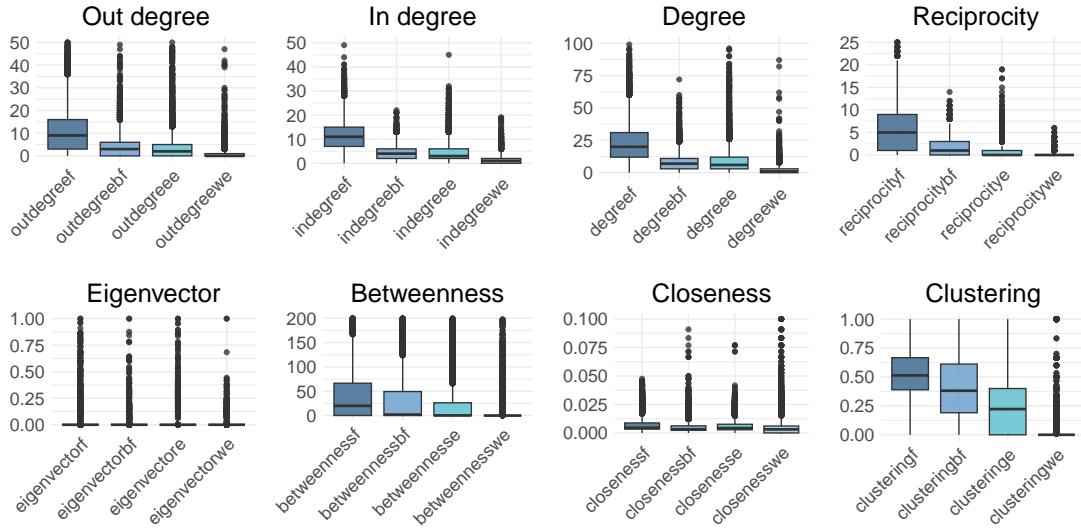 Out degree
50
40
30
20
10
0
outdegreef
outdegreebf
outdegreee
outdegreewe
In degree
50
40
30
20
10
0
indegreef
indegreebf
indegreee
indegreewe
Degree
100
75
50
25
0
degreef
degreebf
degreee
degreewe
Reciprocity
25
20
15
10
5
0
reciprocityf
reciprocitybf
reciprocitye
reciprocitywe
Eigenvector
1.00
0.75
0.50
0.25
0.00
eigenvectorf
eigenvectorbf
eigenvectore
eigenvectorwe
Betweenness
200
150
100
50
0
betweennessf
betweennessbf
betweennesse
betweennesswe
Closeness
0.100
0.075
0.050
0.025
0.000
closenessf
closenessbf
closenesse
closenesswe
Clustering
1.00
0.75
0.50
0.25
0.00
clusteringf
clusteringbf
clusteringe
clusteringwe